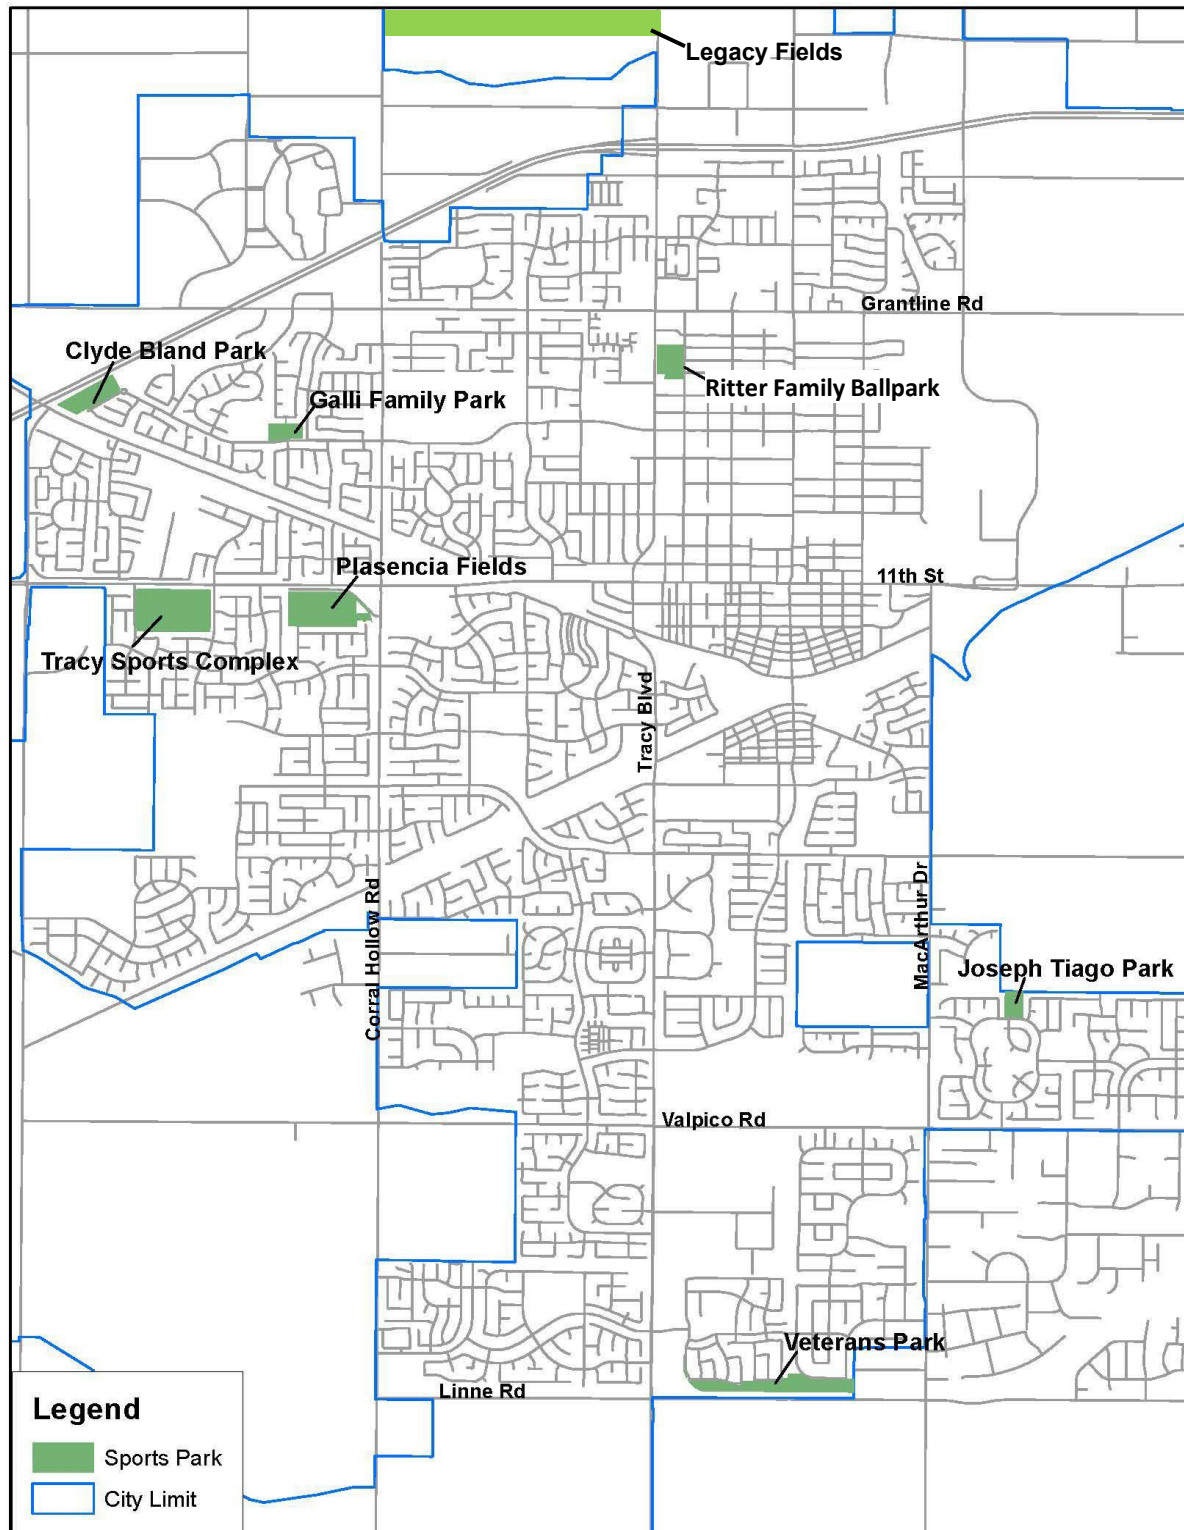 Legacy Fields
Grantline Rd
Clyde Bland Park
Ritter Family Ballpark
Galli Family Park
Plasencia Fields
11th St
Tracy Sports Complex
Tracy Blvd
Corral Hollow Rd
MacArthur Dr
Joseph Tiago Park
Valpico Rd
Veterans Park
Linne Rd
Legend
Sports Park
City Limit